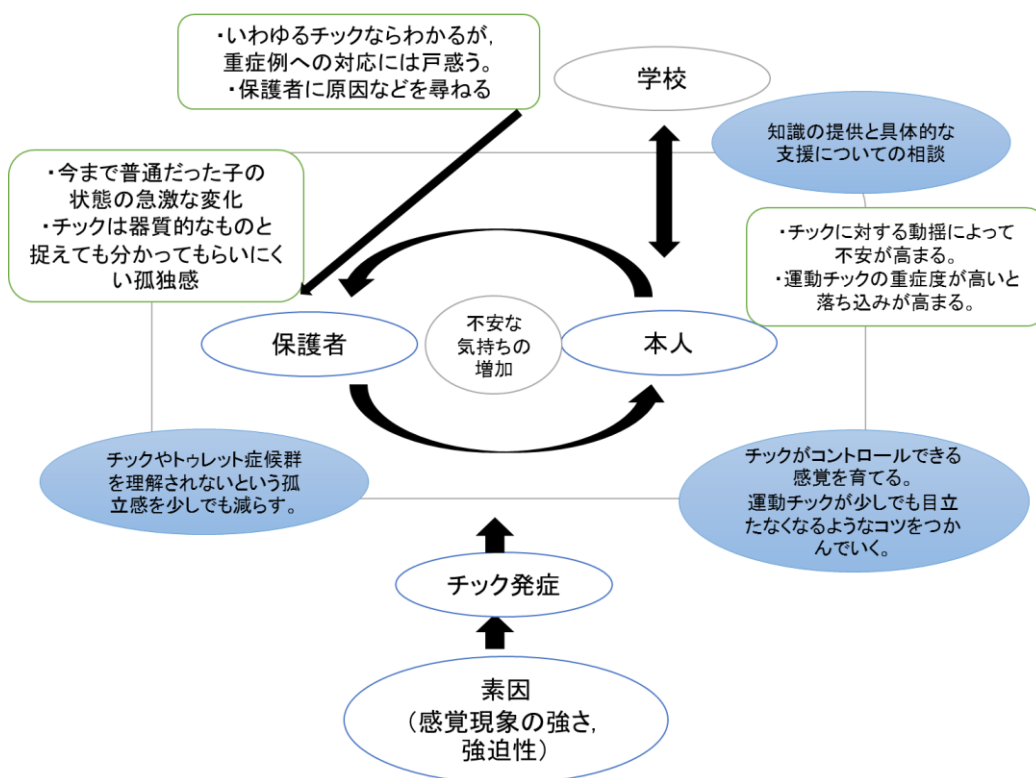 ・いわゆるチックならわかるが,
重症例への対応には戸惑う。
・保護者に原因などを尋ねる
学校
知識の提供と具体的な
支援についての相談
・今まで普通だった子の
状態の急激な変化
・チックは器質的なものと
捉えても分かってもらいにく
い孤独感
・チックに対する動揺によって
不安が高まる。
・運動チックの重症度が高いと
落ち込みが高まる。
保護者
不安な
気持ちの
増加
本人
チックやトゥレット症候群
を理解されないという孤
立感を少しでも減らす。
チックがコントロールできる
感覚を育てる。
運動チックが少しでも目立
たなくなるようなコツをつか
んでいく。
チック発症
素因
(感覚現象の強さ,
強迫性)